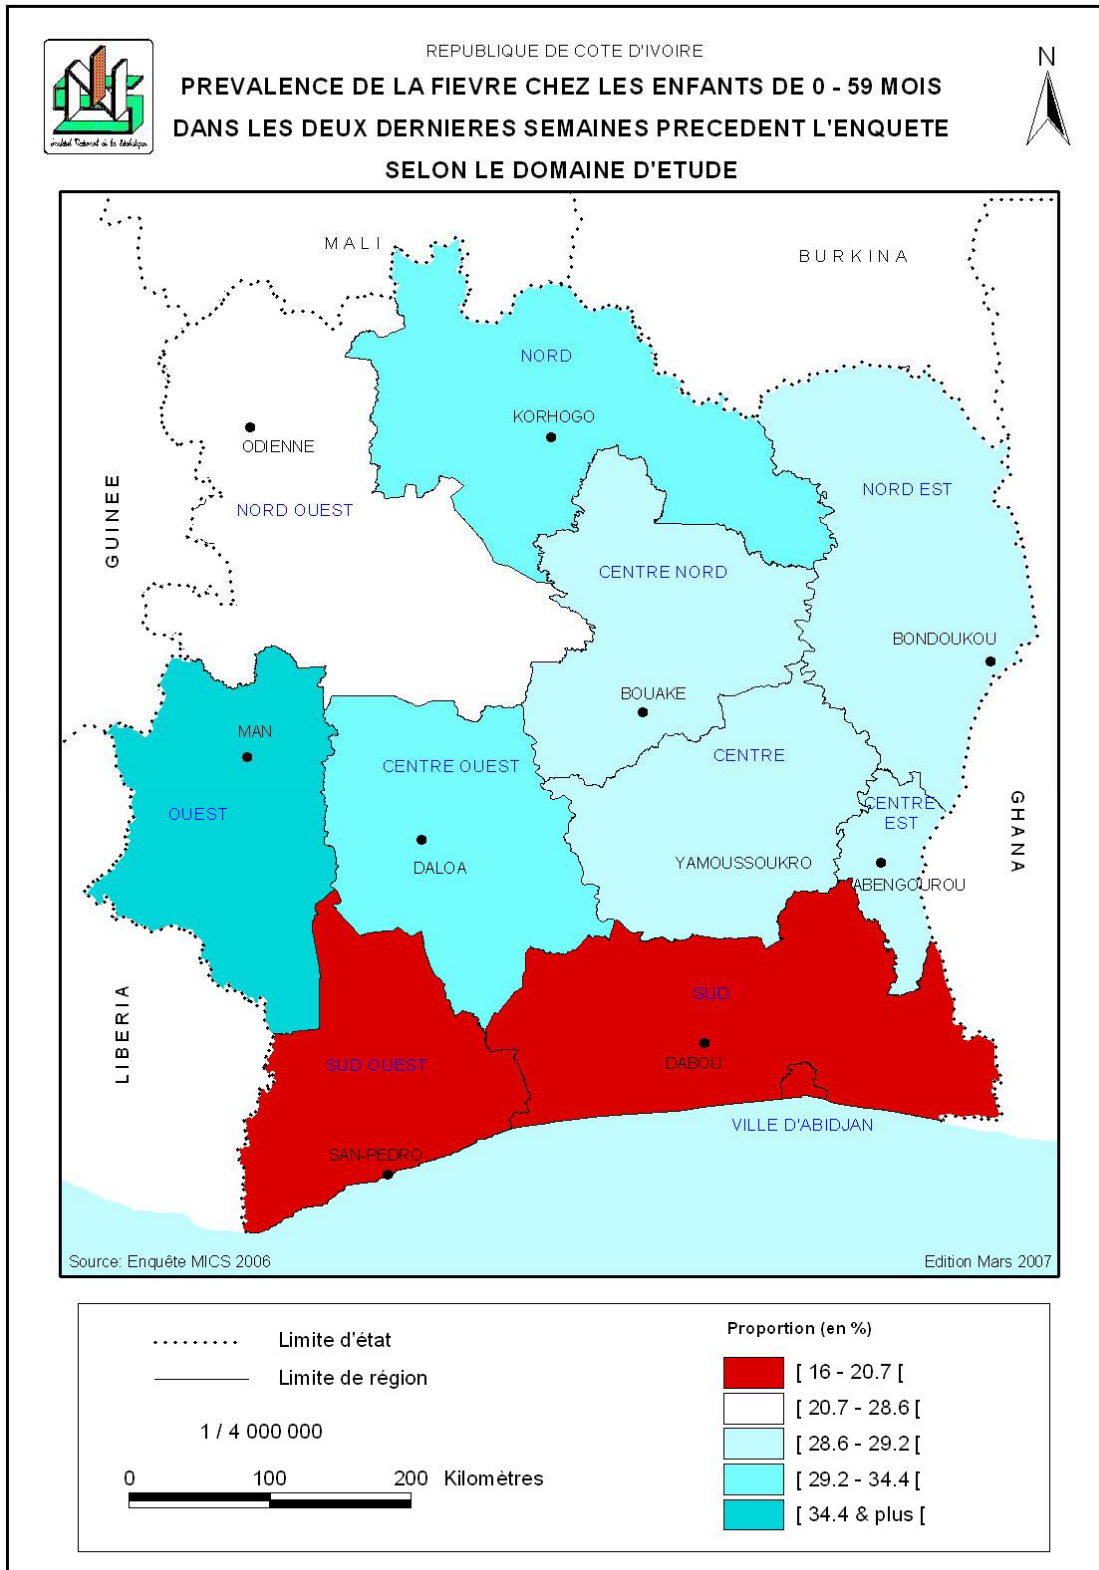 REPUBLIQUE DE COTE D'IVOIRE
PREVALENCE DE LA FIEVRE CHEZ LES ENFANTS DE 0 - 59 MOIS
DANS LES DEUX DERNIERES SEMAINES PRECEDENT L'ENQUETE
SELON LE DOMAINE D'ETUDE
N
MALI
BURKINA
NORD
KORHOGO
ODIENNE
NORD OUEST
NORD EST
GUINEE
CENTRE NORD
BONDOUKOU
BOUAKE
MAN
CENTRE OUEST
CENTRE
OUEST
CENTRE
EST
GHANA
DALOA
YAMOUSSOUKRO
ABENGOUROU
LIBERIA
SUD
SUD OUEST
DABOU
VILLE D'ABIDJAN
SAN-PEDRO
Source: Enquête MICS 2006
Edition Mars 2007
Limite d'état
Limite de région
1 / 4 000 000
0 100 200 Kilomètres
Proportion (en %)
[ 16 - 20.7 [
[ 20.7 - 28.6 [
[ 28.6 - 29.2 [
[ 29.2 - 34.4 [
[ 34.4 & plus [